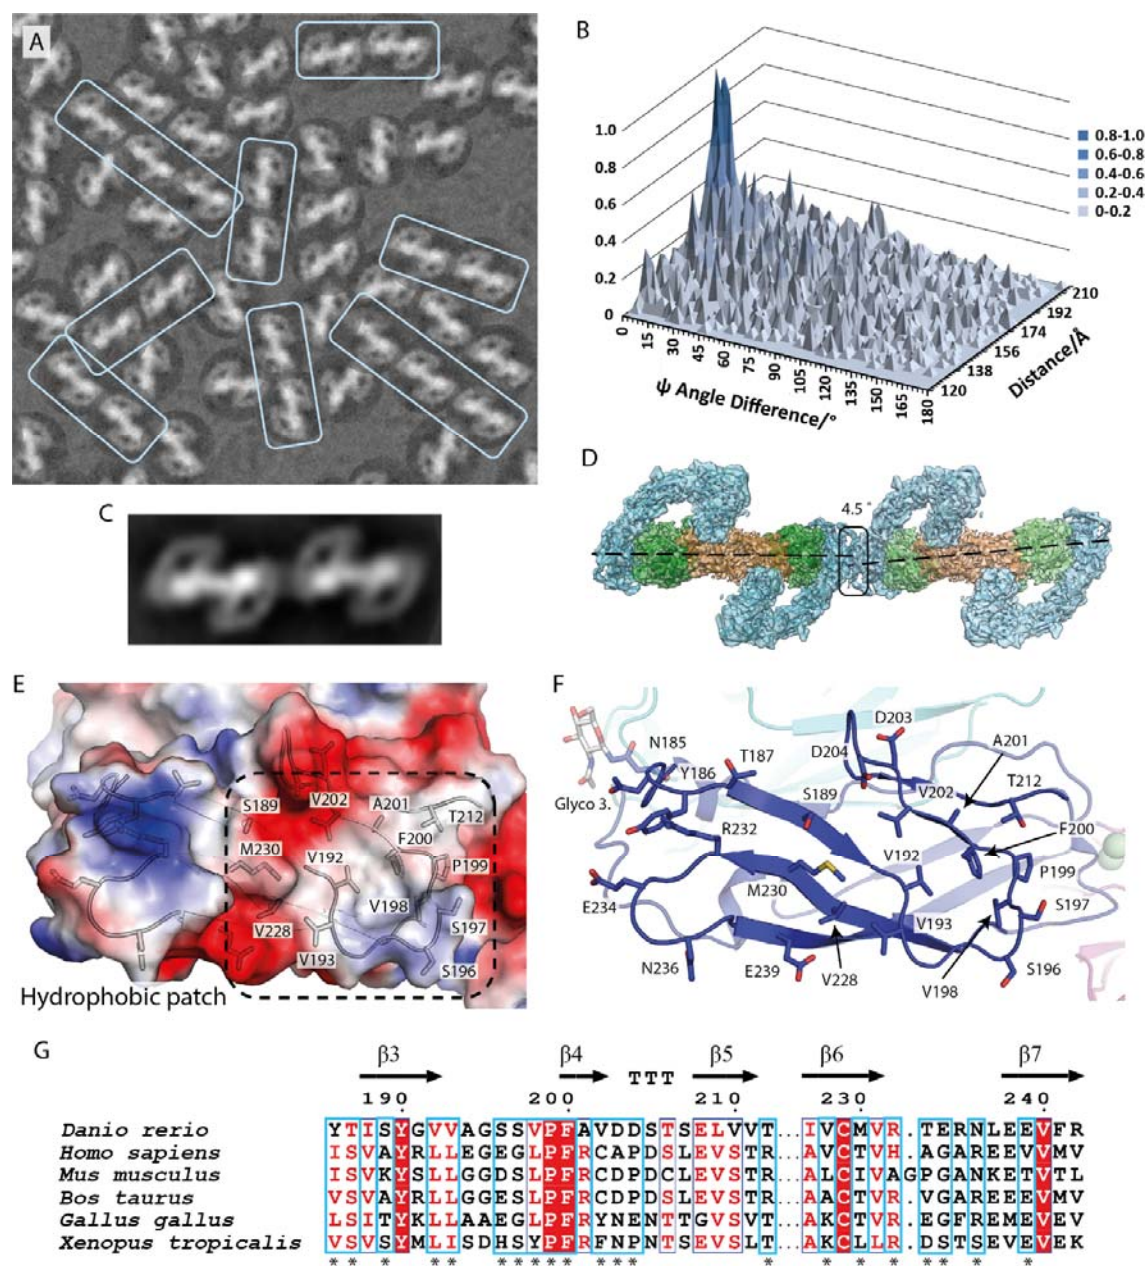 A
B
1.0
0.8
0.6
0.4
0.2
0
0.8-1.0
0.6-0.8
0.4-0.6
0.2-0.4
0-0.2
0 15 30 45 60 75 90 105 120 135 150 165 180
ψ Angle Difference/°
120 138 156 174 192 210
Distance/Å
C
D
4.5 °
E
S189
V202
A201
T212
M230
V192
F200
P199
V198
V228
S197
V193
S196
Hydrophobic patch
F
D203
N185
T187
D204
A201
Y186
V202
T212
Glyco 3.
S189
R232
F200
V192
M230
P199
E234
S197
V193
N236
E239
V228
S196
V198
G
β3 β4 TTT β5 β6 β7
190 200 210 230 240
Danio rerio YTISYGVVAGSSVPFAVDDSTSELVVT...IVCMVR.TERNLEEVFR
Homo sapiens ISVAYRLLEGEGLPFRCAPDSLEVSTR...AVCTVH.AGAREVTVMV
Mus musculus ISVKYSLLGGDSLPFRCDPDCLEVSTR...ALCIVAGPGANKETVTL
Bos taurus VSVAYRLLGGESLPFRCDPDSLEVSTR...AACTVR.VGAREEEVMV
Gallus gallus LSITYKLLAAEGLPFRYNENTTGVSVT...AKCTVR.EGFREMEVEV
Xenopus tropicalis VSVSYMLISDHSYPFRFNPNTSEVSLT...AKCLLR.DSTSEVEVEK
* * * * * * * * * * * * * * * * * *